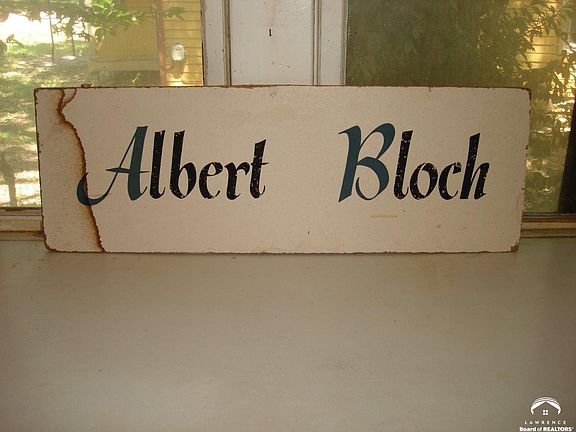 Albert Bloch
LAWRENCE
Board of REALTORS®